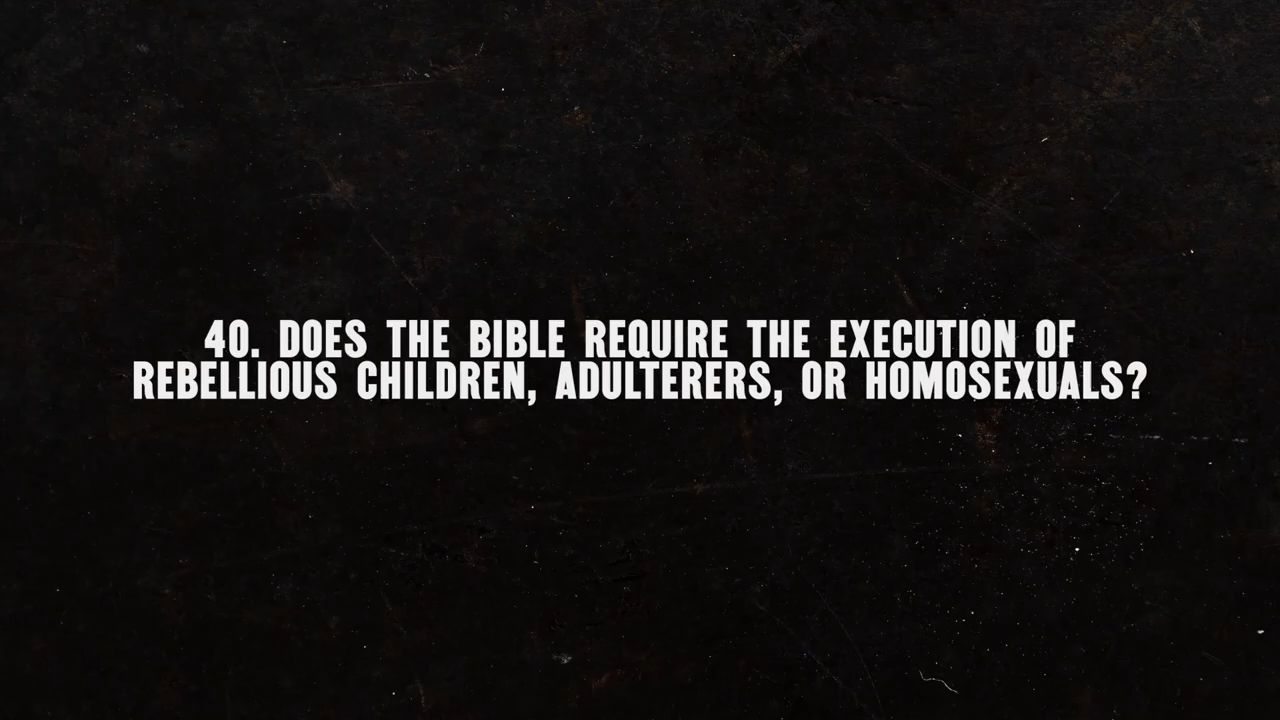 40. DOES THE BIBLE REQUIRE THE EXECUTION OF
REBELLIOUS CHILDREN, ADULTERERS, OR HOMOSEXUALS?